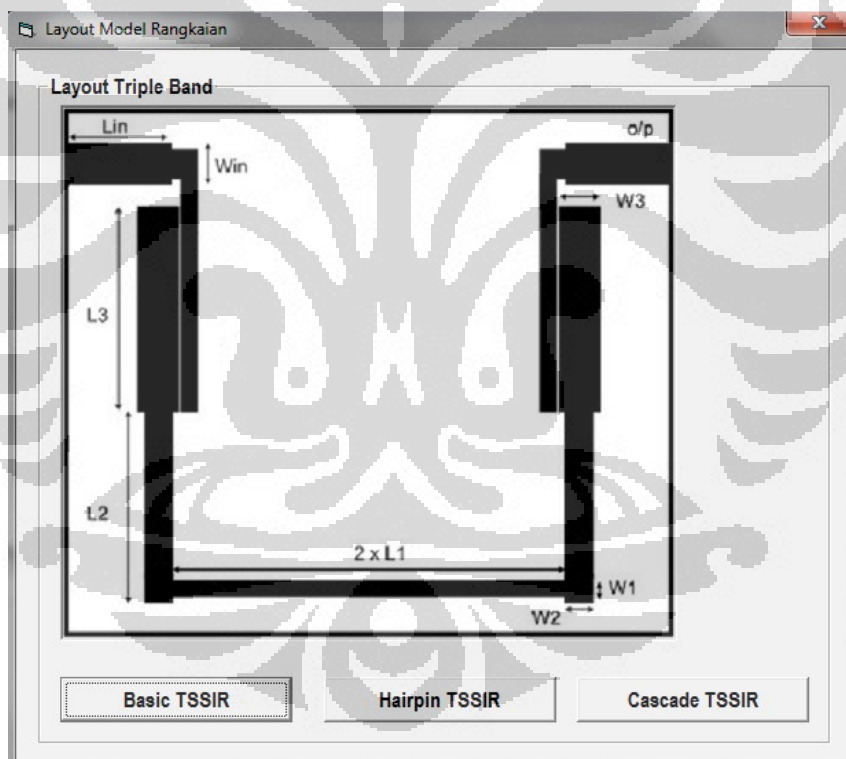 Layout Model Rangkaian
Layout Triple Band
Lin
o/p
Win
W3
L3
L2
2 x L1
W1
W2
Basic TSSIR
Hairpin TSSIR
Cascade TSSIR